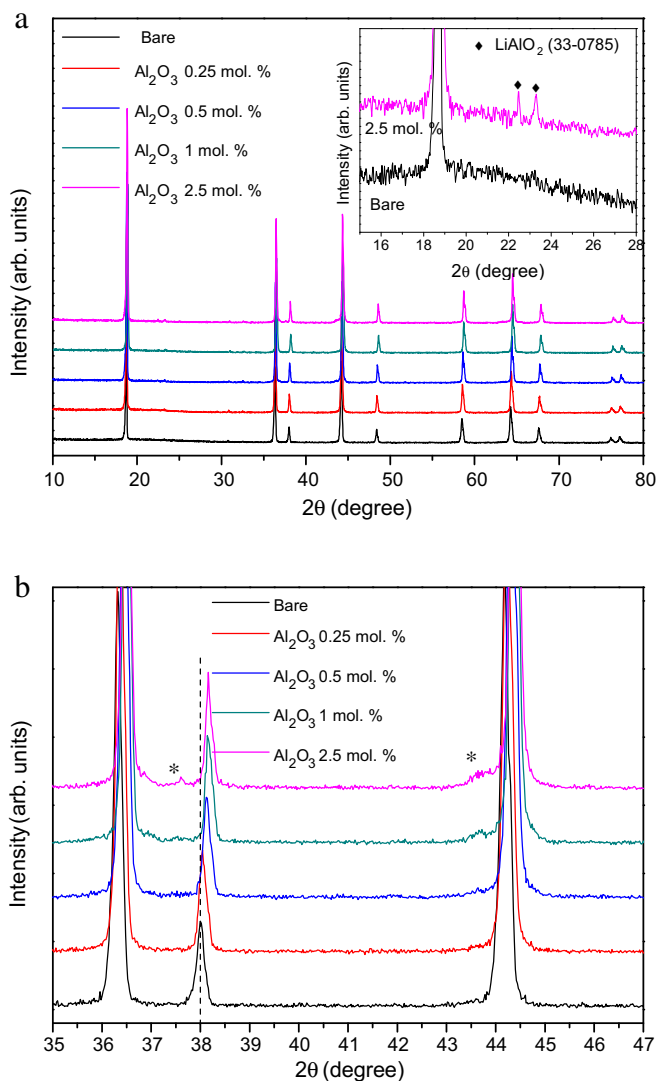 a
Bare
Al2O3 0.25 mol. %
Al2O3 0.5 mol. %
Al2O3 1 mol. %
Al2O3 2.5 mol. %
Intensity (arb. units)
10 20 30 40 50 60 70 80
2θ (degree)
♦ LiAlO2 (33-0785)
2.5 mol. %
Bare
Intensity (arb. units)
16 18 20 22 24 26 28
2θ (degree)
b
Bare
Al2O3 0.25 mol. %
Al2O3 0.5 mol. %
Al2O3 1 mol. %
Al2O3 2.5 mol. %
* *
Intensity (arb. units)
35 36 37 38 39 40 41 42 43 44 45 46 47
2θ (degree)